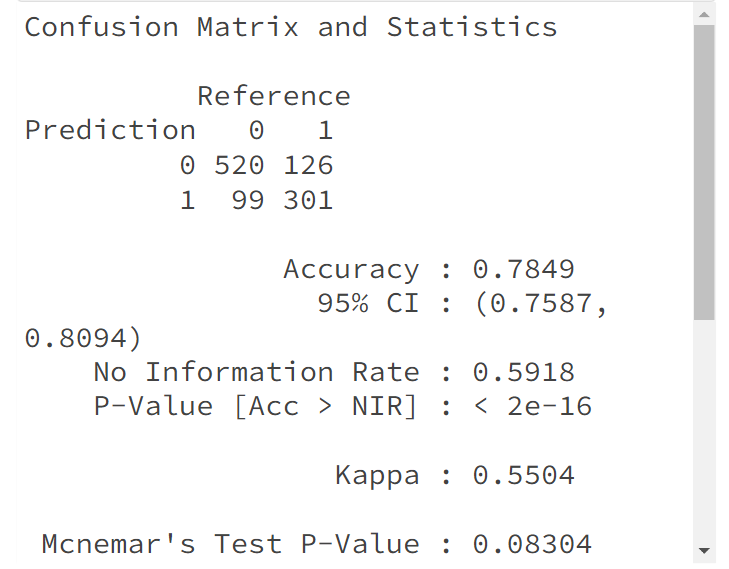 Confusion Matrix and Statistics
Reference
Prediction 0 1
0 520 126
1 99 301
Accuracy : 0.7849
95% CI : (0.7587,
0.8094)
No Information Rate : 0.5918
P-Value [Acc > NIR] : < 2e-16
Kappa : 0.5504
Mcnemar's Test P-Value : 0.08304